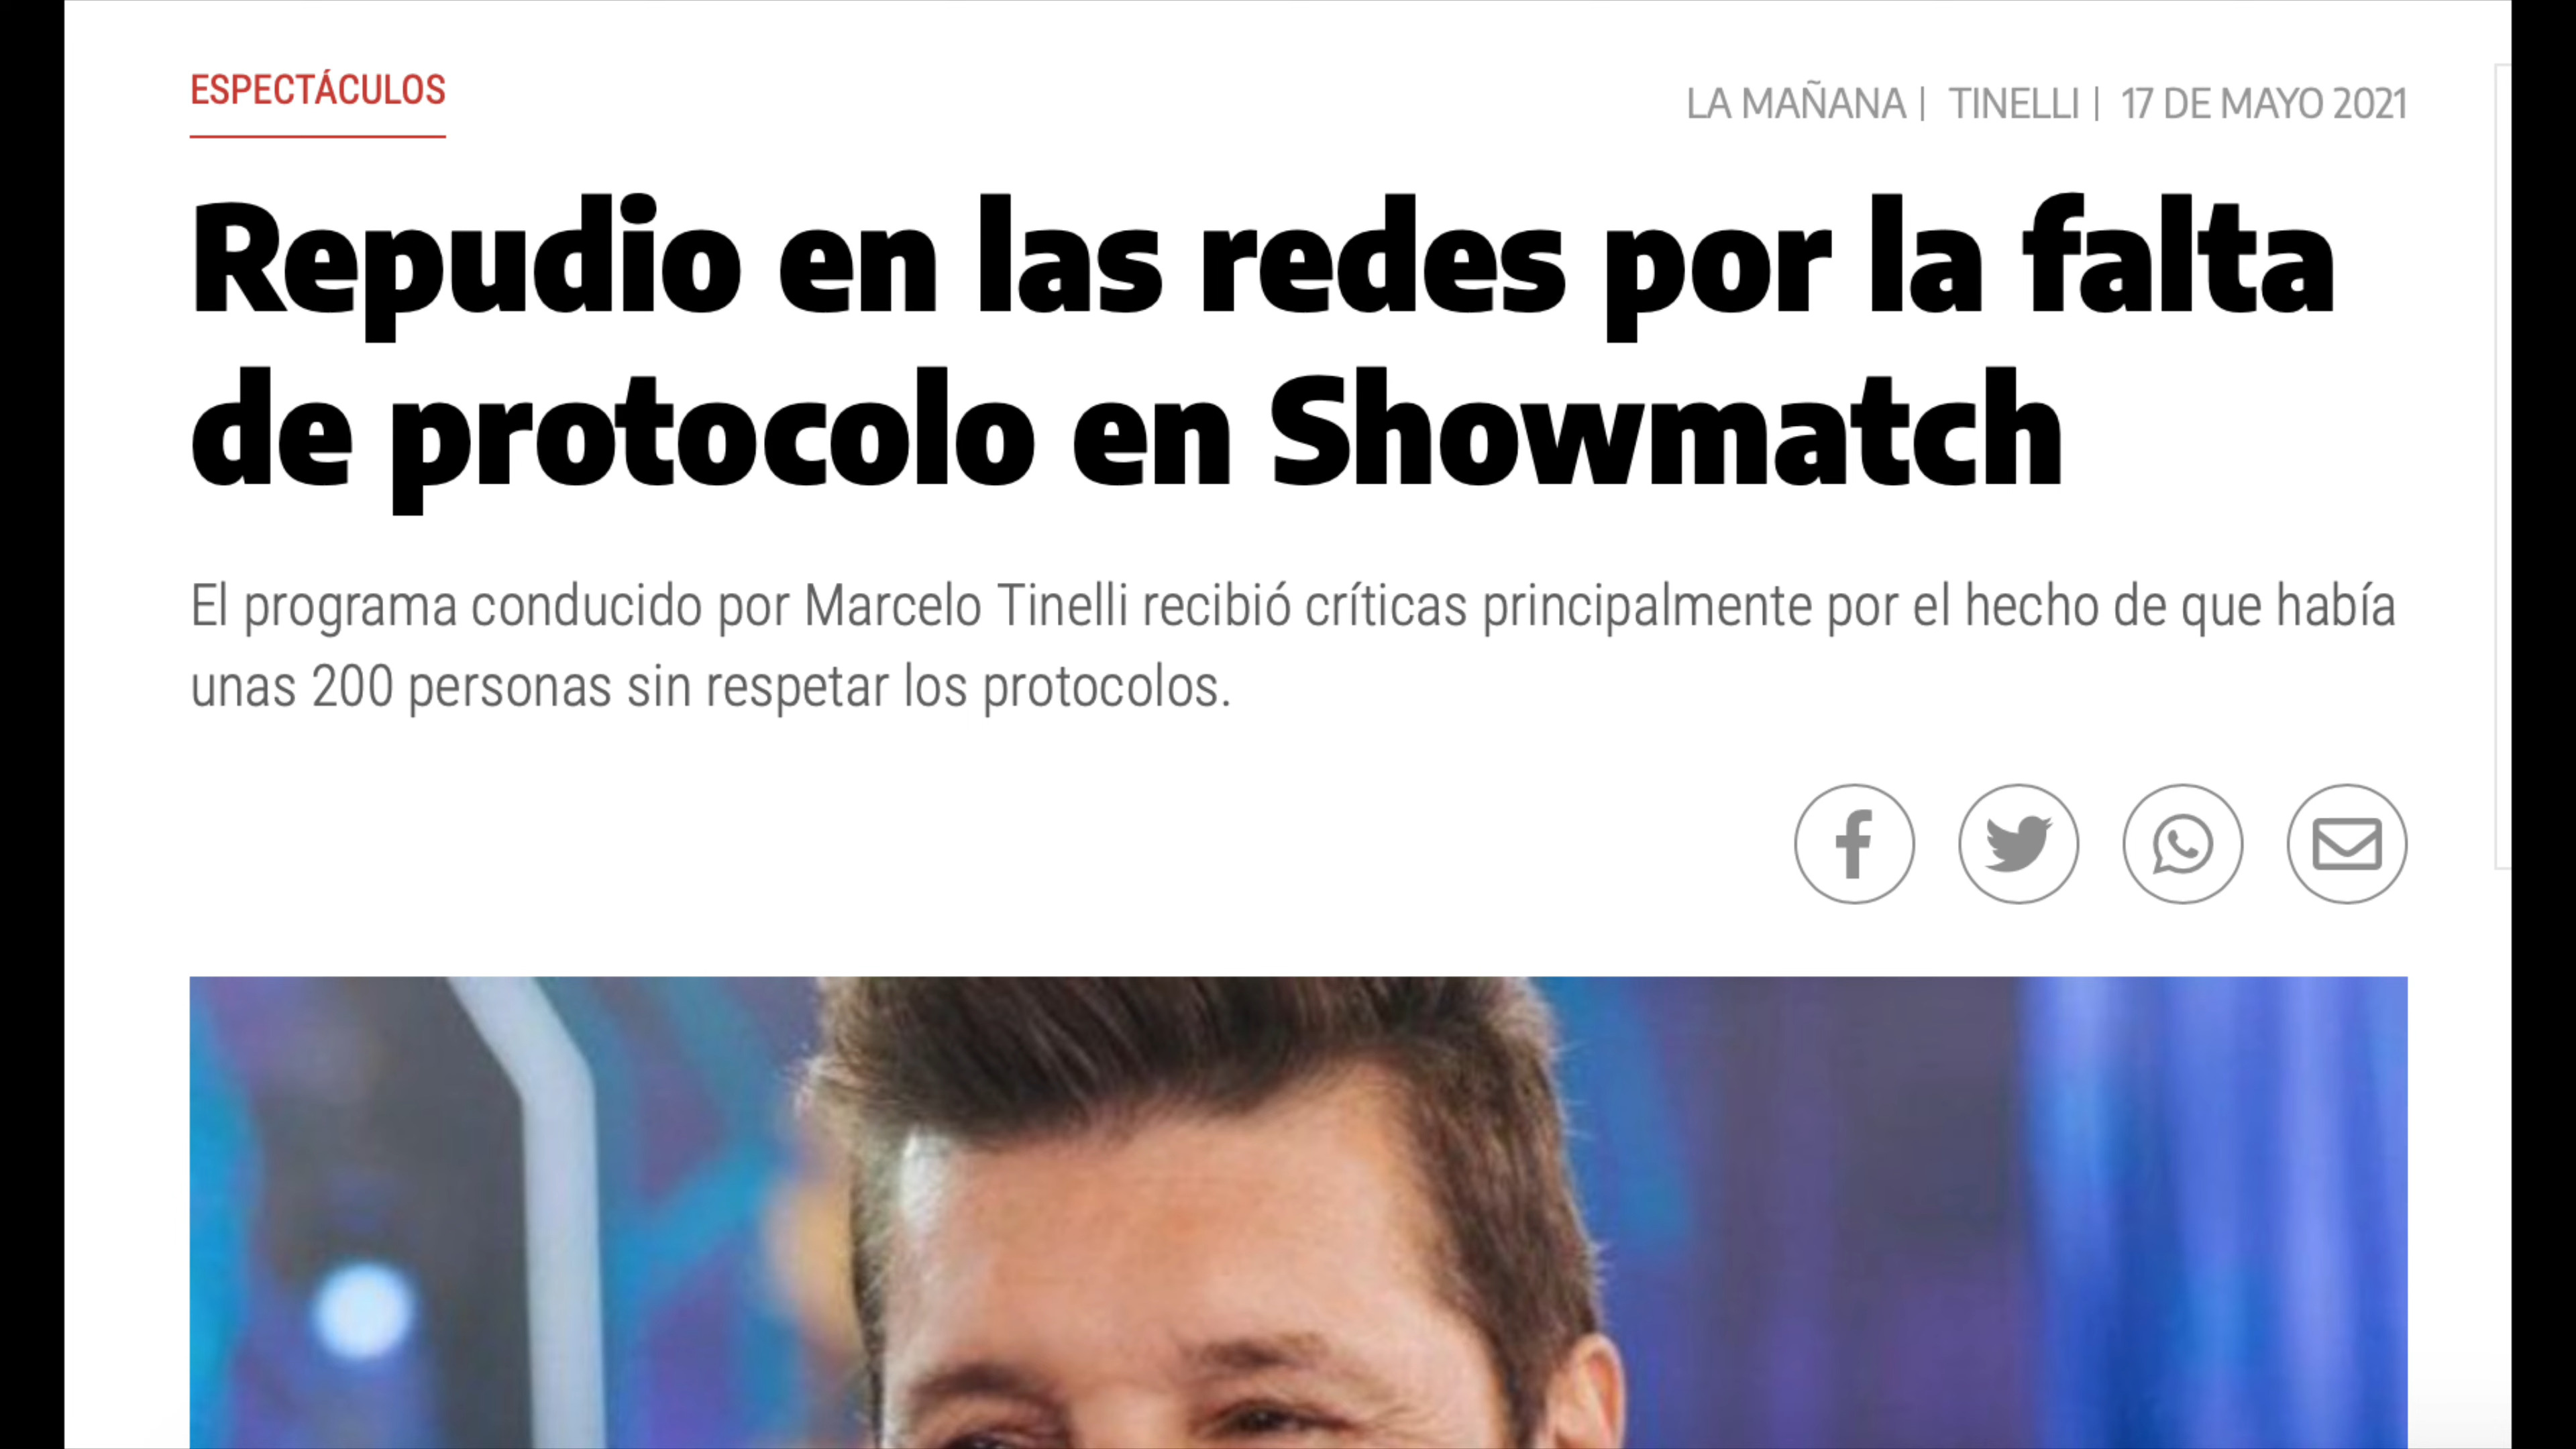 ESPECTÁCULOS
LA MAÑANA | TINELLI | 17 DE MAYO 2021
Repudio en las redes por la falta
de protocolo en Showmatch
El programa conducido por Marcelo Tinelli recibió críticas principalmente por el hecho de que había
unas 200 personas sin respetar los protocolos.